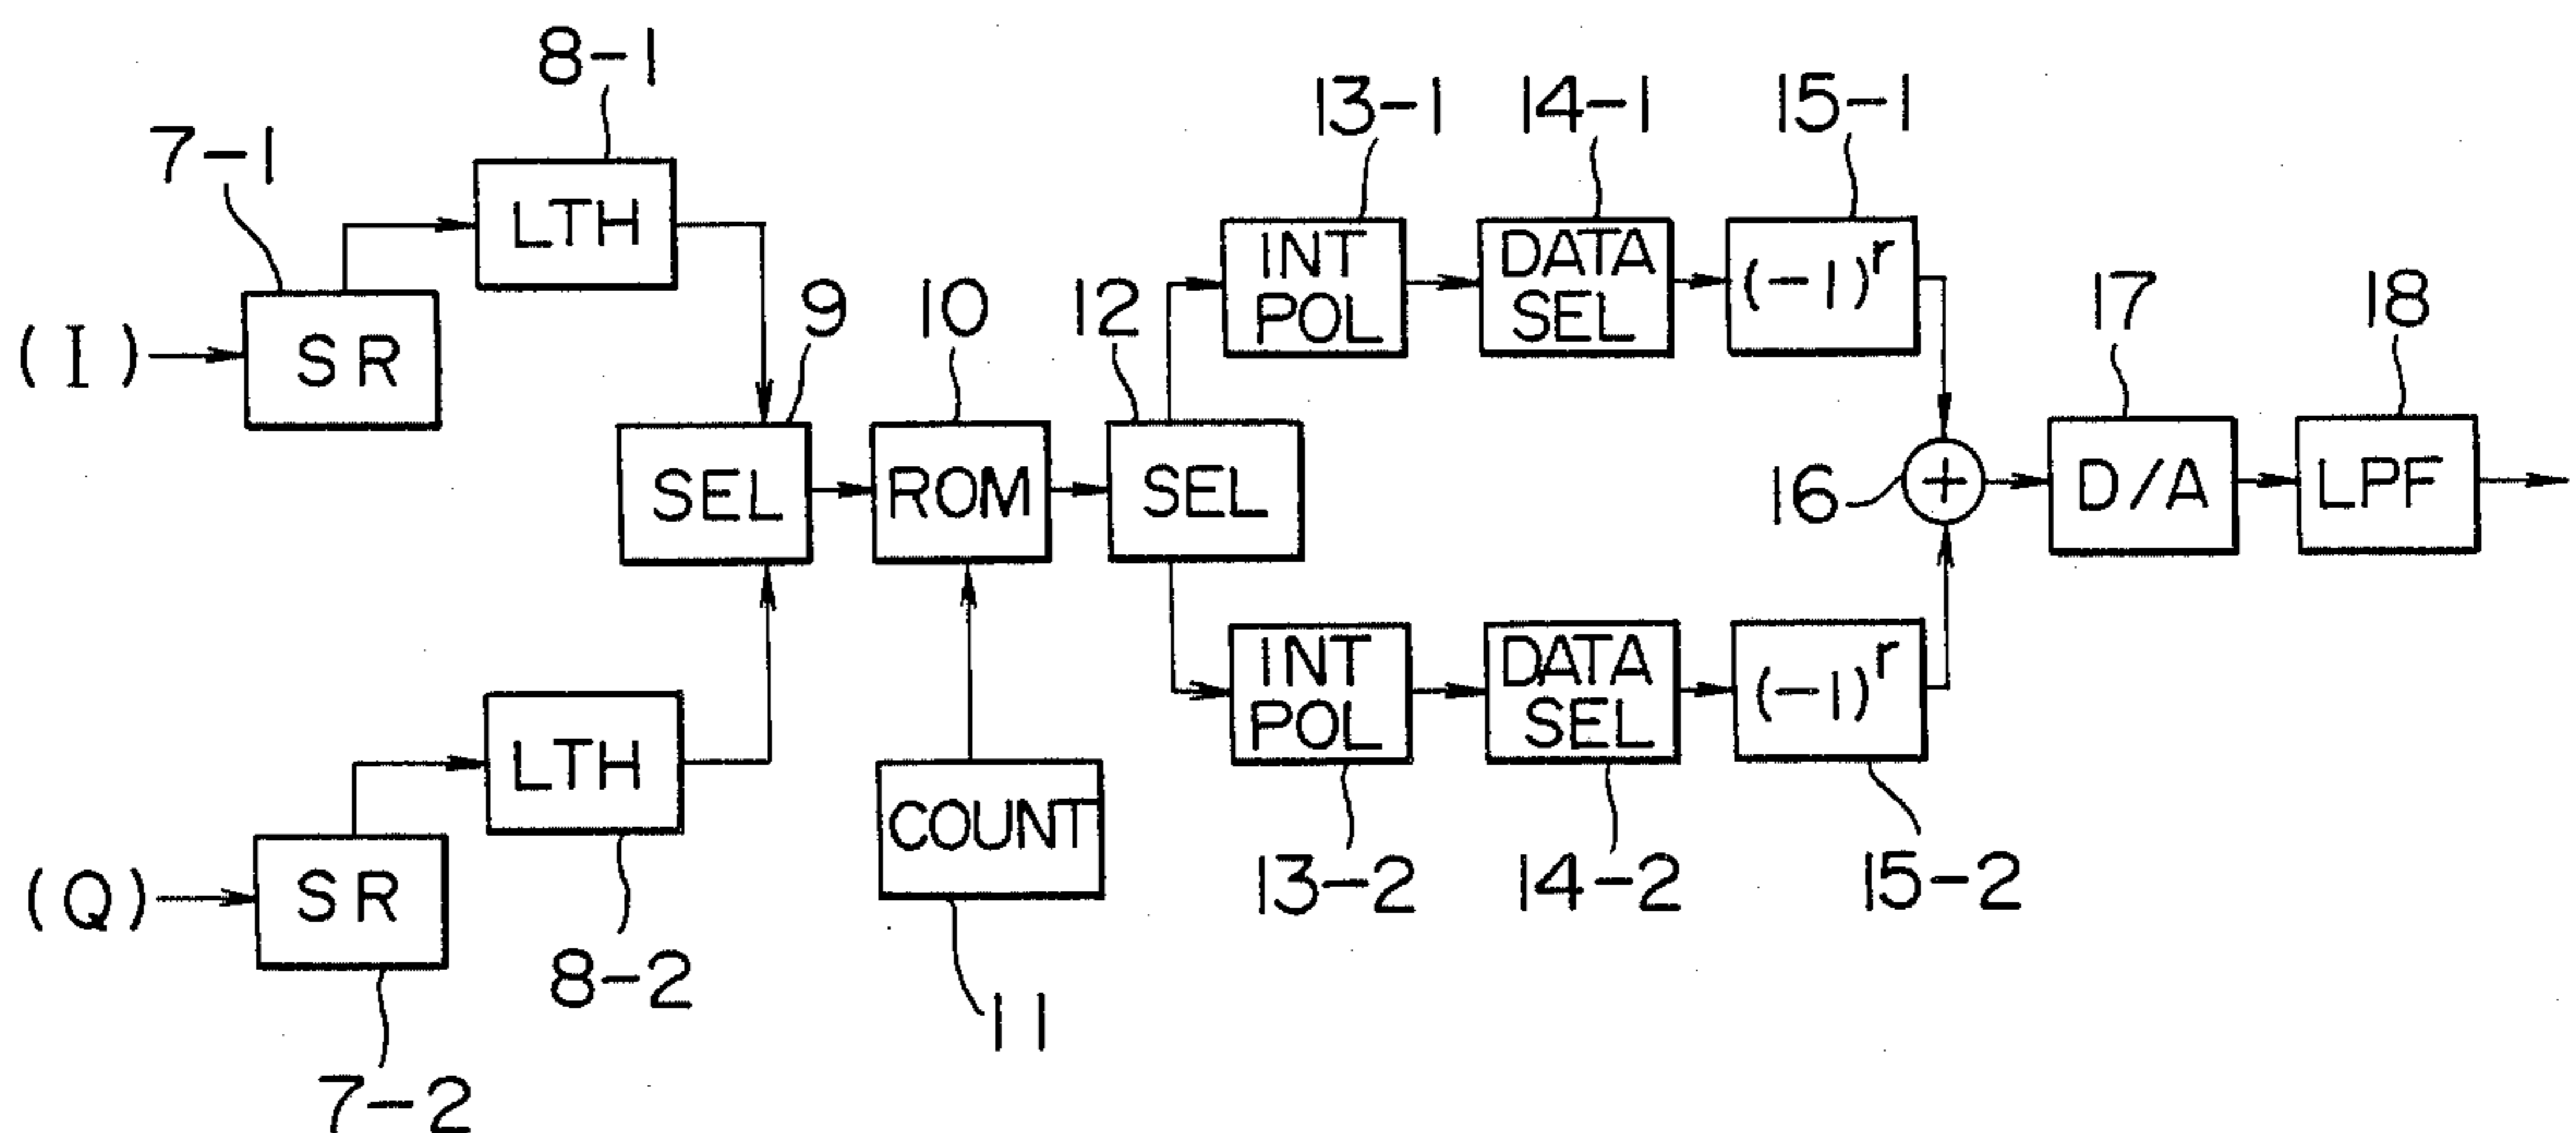 8-1
7-1
13-1
14-1
15-1
LTH
9
10
12
INT
POL
DATA
SEL
(-1)^r
17
18
(I)
SR
SEL
ROM
SEL
16
+
D/A
LPF
LTH
COUNT
INT
POL
DATA
SEL
(-1)^r
(Q)
SR
8-2
11
13-2
14-2
15-2
7-2